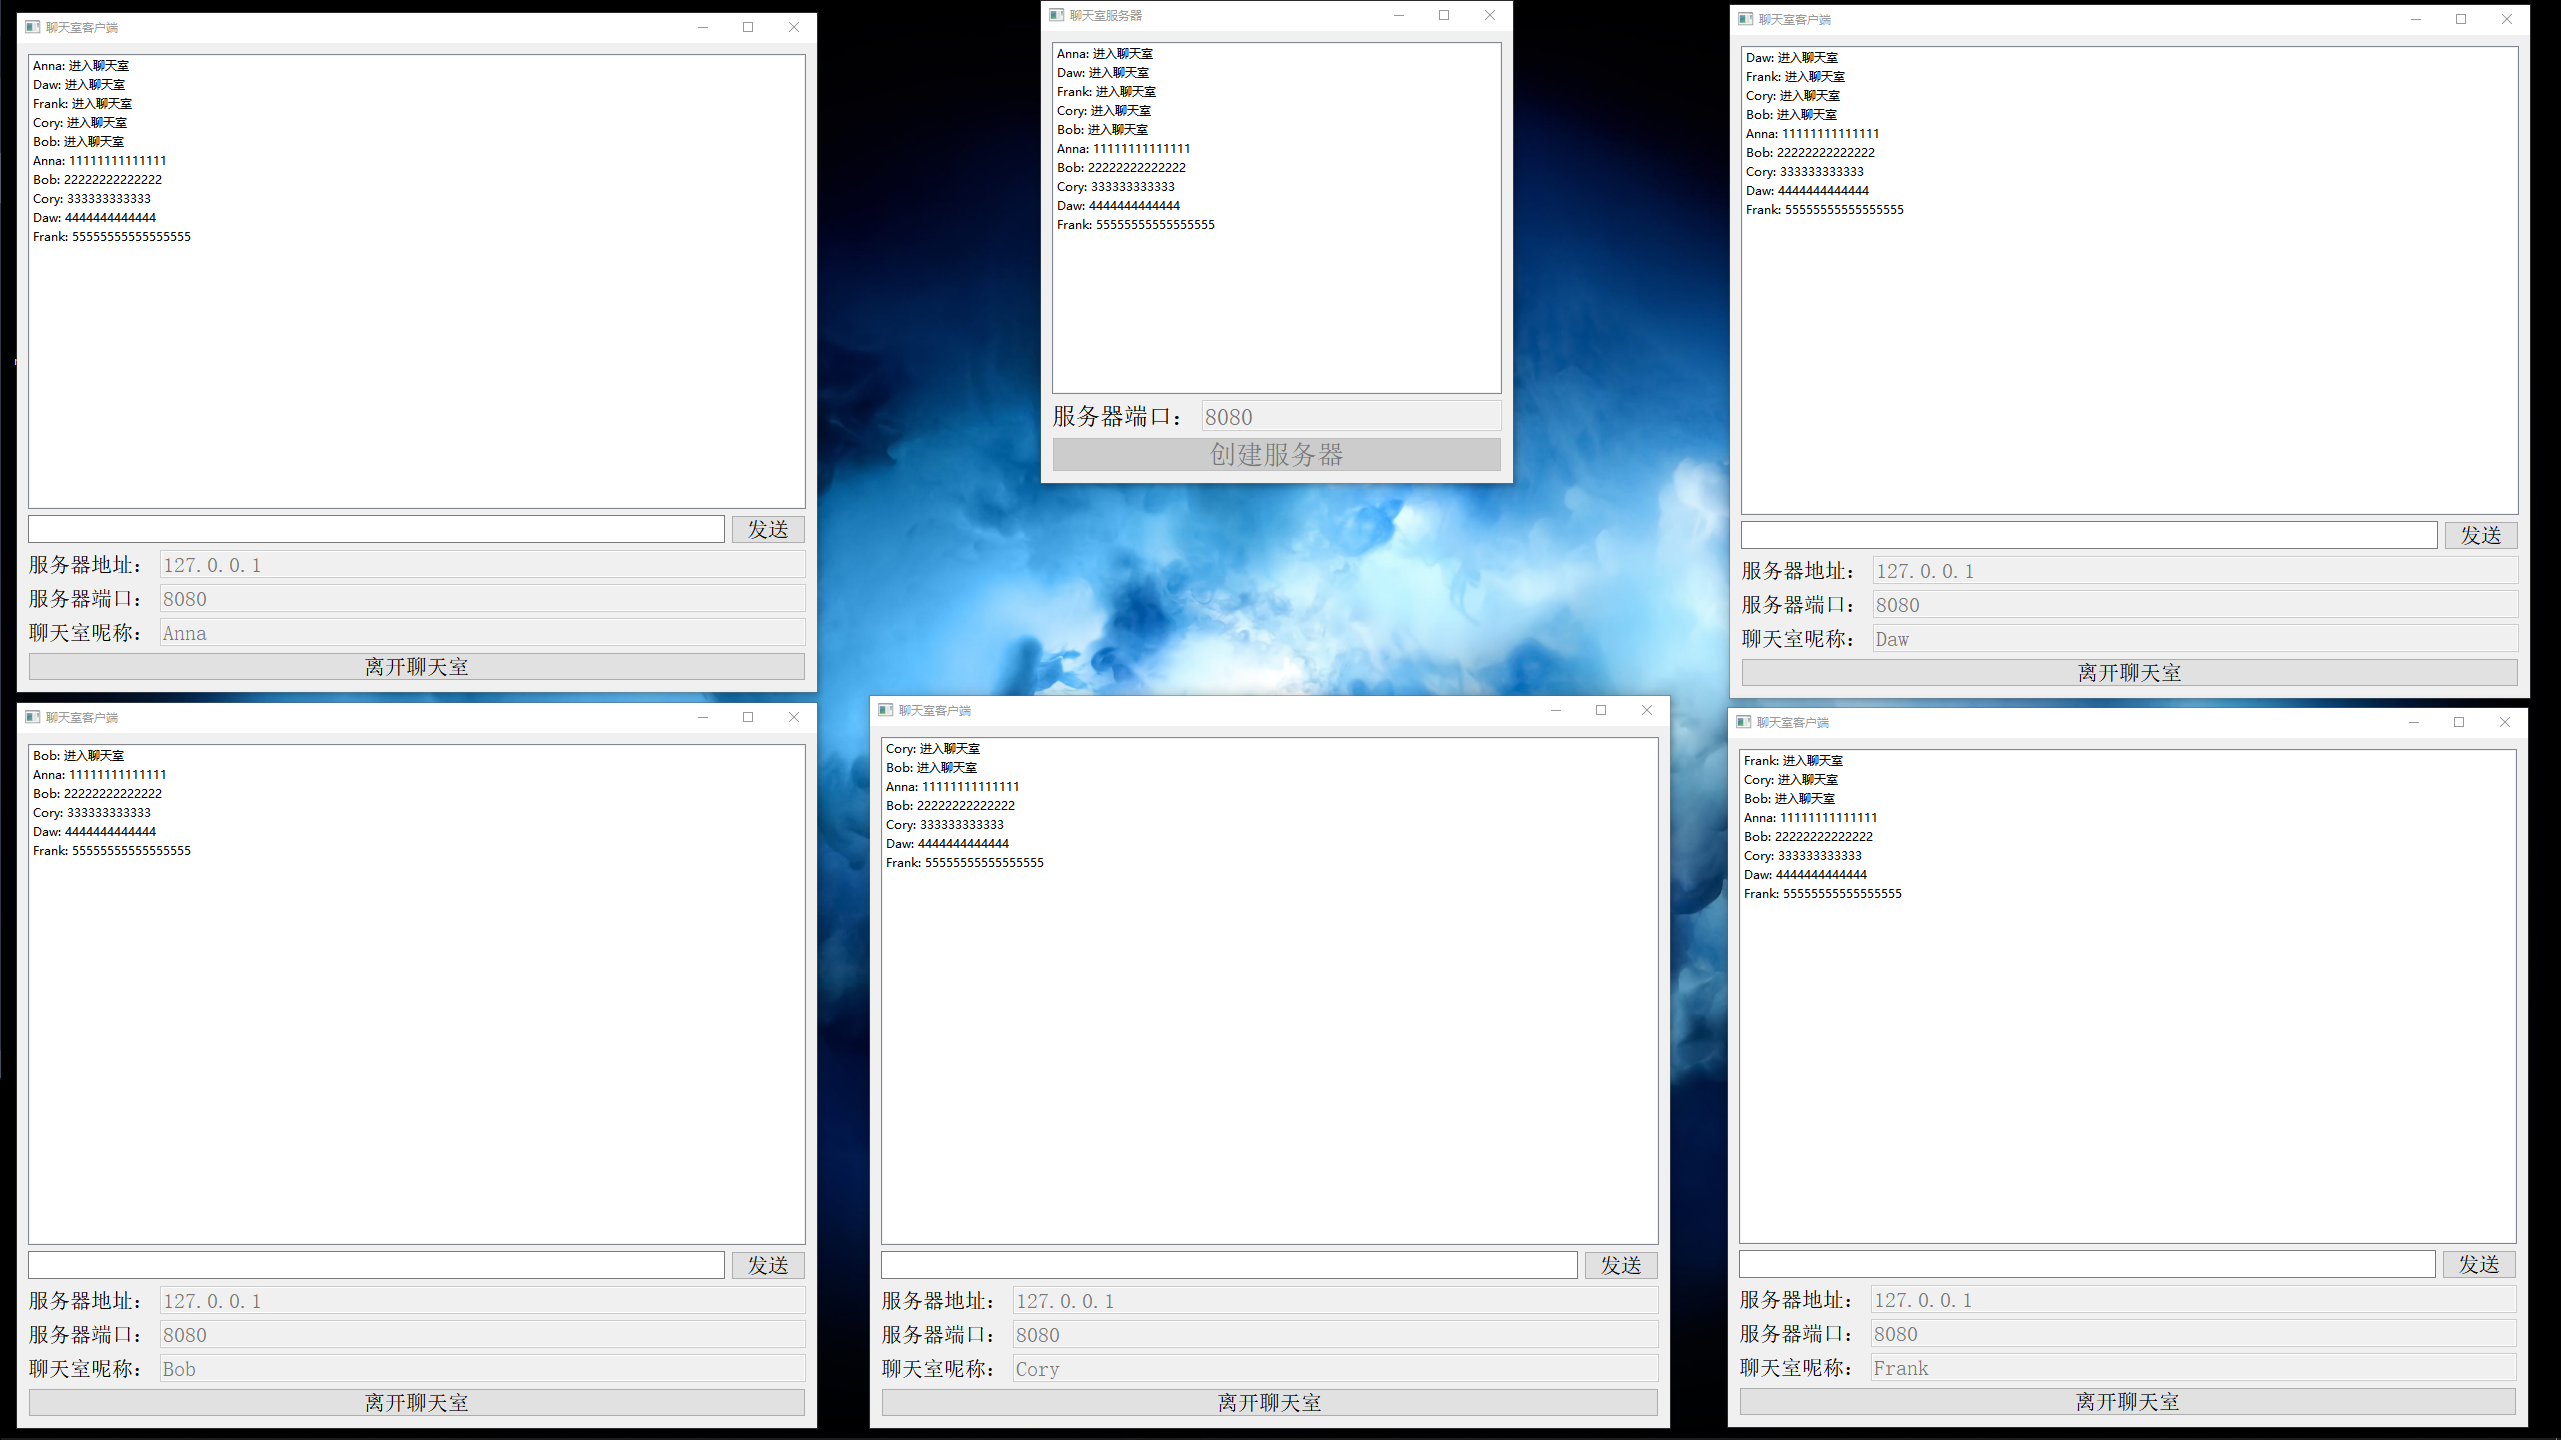 聊天室客户端
Anna: 进入聊天室
Daw: 进入聊天室
Frank: 进入聊天室
Cory: 进入聊天室
Bob: 进入聊天室
Anna: 11111111111111
Bob: 22222222222222
Cory: 333333333333
Daw: 4444444444444
Frank: 55555555555555555
发送
服务器地址： 127.0.0.1
服务器端口： 8080
聊天室昵称： Anna
离开聊天室
聊天室服务器
Anna: 进入聊天室
Daw: 进入聊天室
Frank: 进入聊天室
Cory: 进入聊天室
Bob: 进入聊天室
Anna: 11111111111111
Bob: 22222222222222
Cory: 333333333333
Daw: 4444444444444
Frank: 55555555555555555
服务器端口： 8080
创建服务器
聊天室客户端
Daw: 进入聊天室
Frank: 进入聊天室
Cory: 进入聊天室
Bob: 进入聊天室
Anna: 11111111111111
Bob: 22222222222222
Cory: 333333333333
Daw: 4444444444444
Frank: 55555555555555555
发送
服务器地址： 127.0.0.1
服务器端口： 8080
聊天室昵称： Daw
离开聊天室
聊天室客户端
Bob: 进入聊天室
Anna: 11111111111111
Bob: 22222222222222
Cory: 333333333333
Daw: 4444444444444
Frank: 55555555555555555
发送
服务器地址： 127.0.0.1
服务器端口： 8080
聊天室昵称： Bob
离开聊天室
聊天室客户端
Cory: 进入聊天室
Bob: 进入聊天室
Anna: 11111111111111
Bob: 22222222222222
Cory: 333333333333
Daw: 4444444444444
Frank: 55555555555555555
发送
服务器地址： 127.0.0.1
服务器端口： 8080
聊天室昵称： Cory
离开聊天室
聊天室客户端
Frank: 进入聊天室
Cory: 进入聊天室
Bob: 进入聊天室
Anna: 11111111111111
Bob: 22222222222222
Cory: 333333333333
Daw: 4444444444444
Frank: 55555555555555555
发送
服务器地址： 127.0.0.1
服务器端口： 8080
聊天室昵称： Frank
离开聊天室